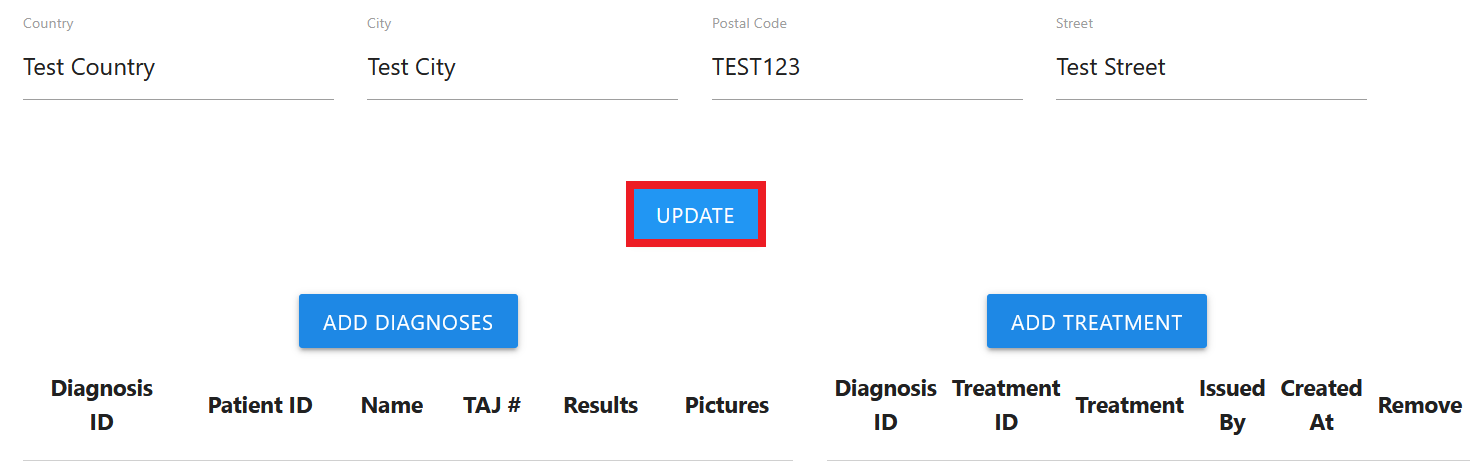 Country City Postal Code Street
Test Country Test City TEST123 Test Street
UPDATE
ADD DIAGNOSES ADD TREATMENT
Diagnosis ID Patient ID Name TAJ # Results Pictures
Diagnosis ID Treatment ID Treatment Issued By Created At Remove